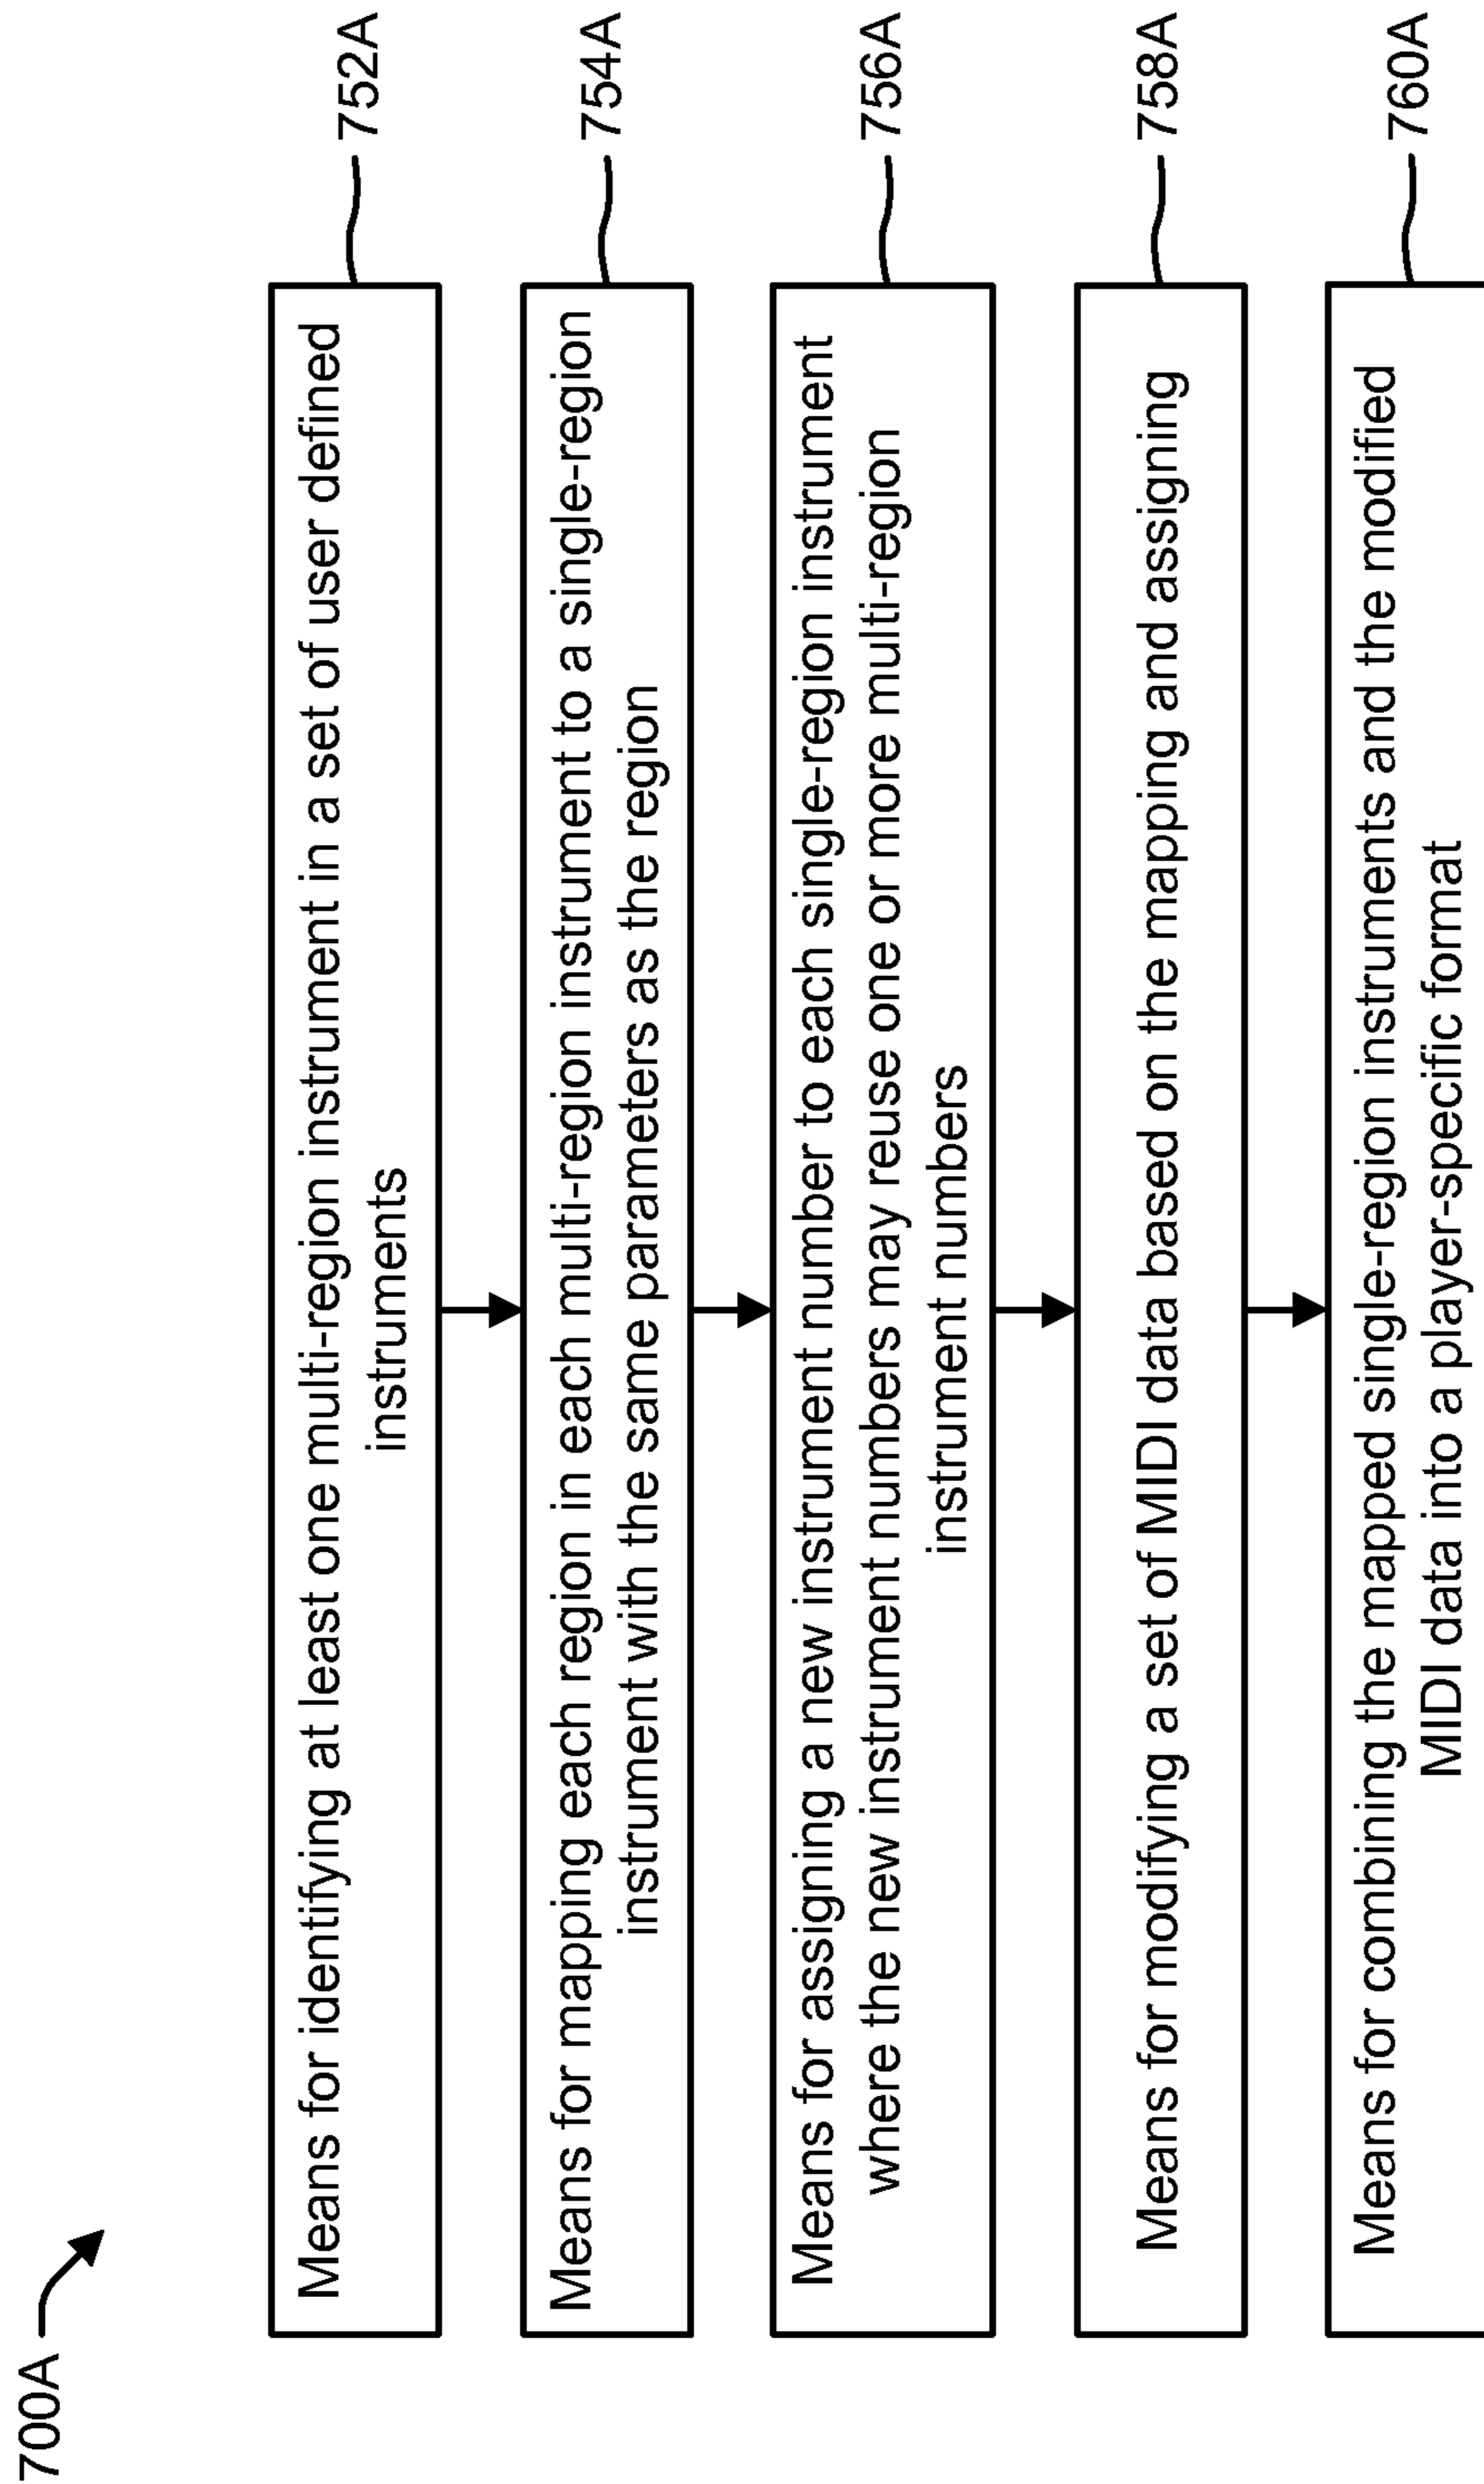 700A
Means for identifying at least one multi-region instrument in a set of user defined
instruments
752A
Means for mapping each region in each multi-region instrument to a single-region
instrument with the same parameters as the region
754A
Means for assigning a new instrument number to each single-region instrument
where the new instrument numbers may reuse one or more multi-region
instrument numbers
756A
Means for modifying a set of MIDI data based on the mapping and assigning
758A
Means for combining the mapped single-region instruments and the modified
MIDI data into a player-specific format
760A